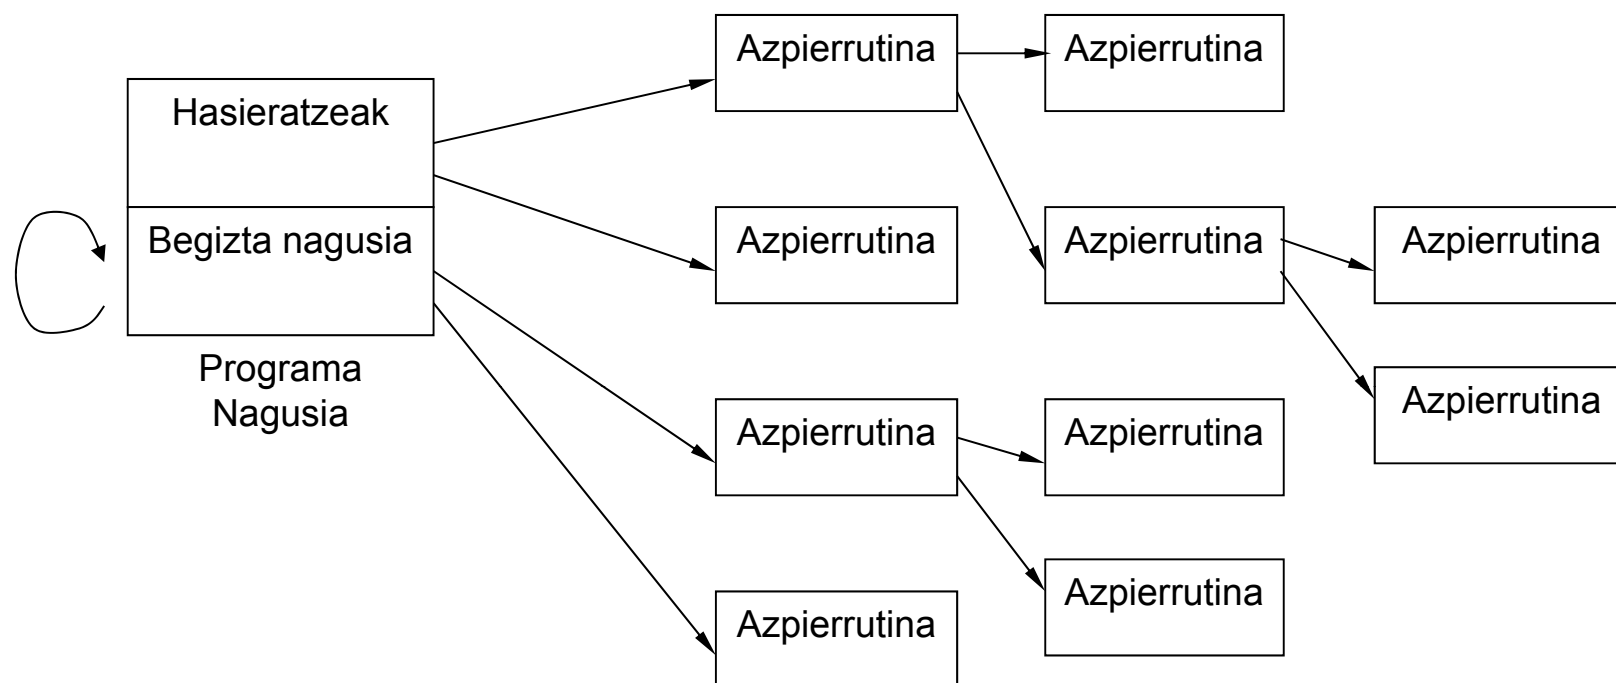 Azpierrutina
Azpierrutina
Hasieratzeak
Begizta nagusia
Azpierrutina
Azpierrutina
Azpierrutina
Programa
Nagusia
Azpierrutina
Azpierrutina
Azpierrutina
Azpierrutina
Azpierrutina